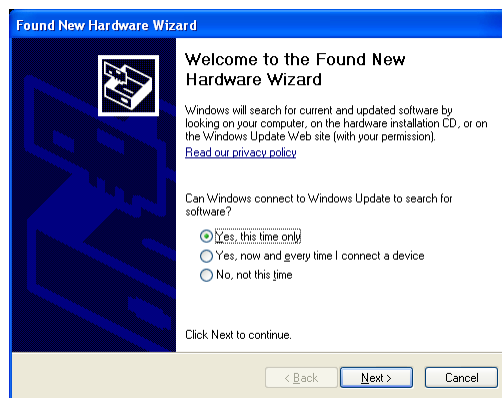 Found New Hardware Wizard
Welcome to the Found New
Hardware Wizard
Windows will search for current and updated software by
looking on your computer, on the hardware installation CD, or on
the Windows Update Web site (with your permission).
Read our privacy policy
Can Windows connect to Windows Update to search for
software?
Yes, this time only
Yes, now and every time I connect a device
No, not this time
Click Next to continue.
< Back
Next >
Cancel